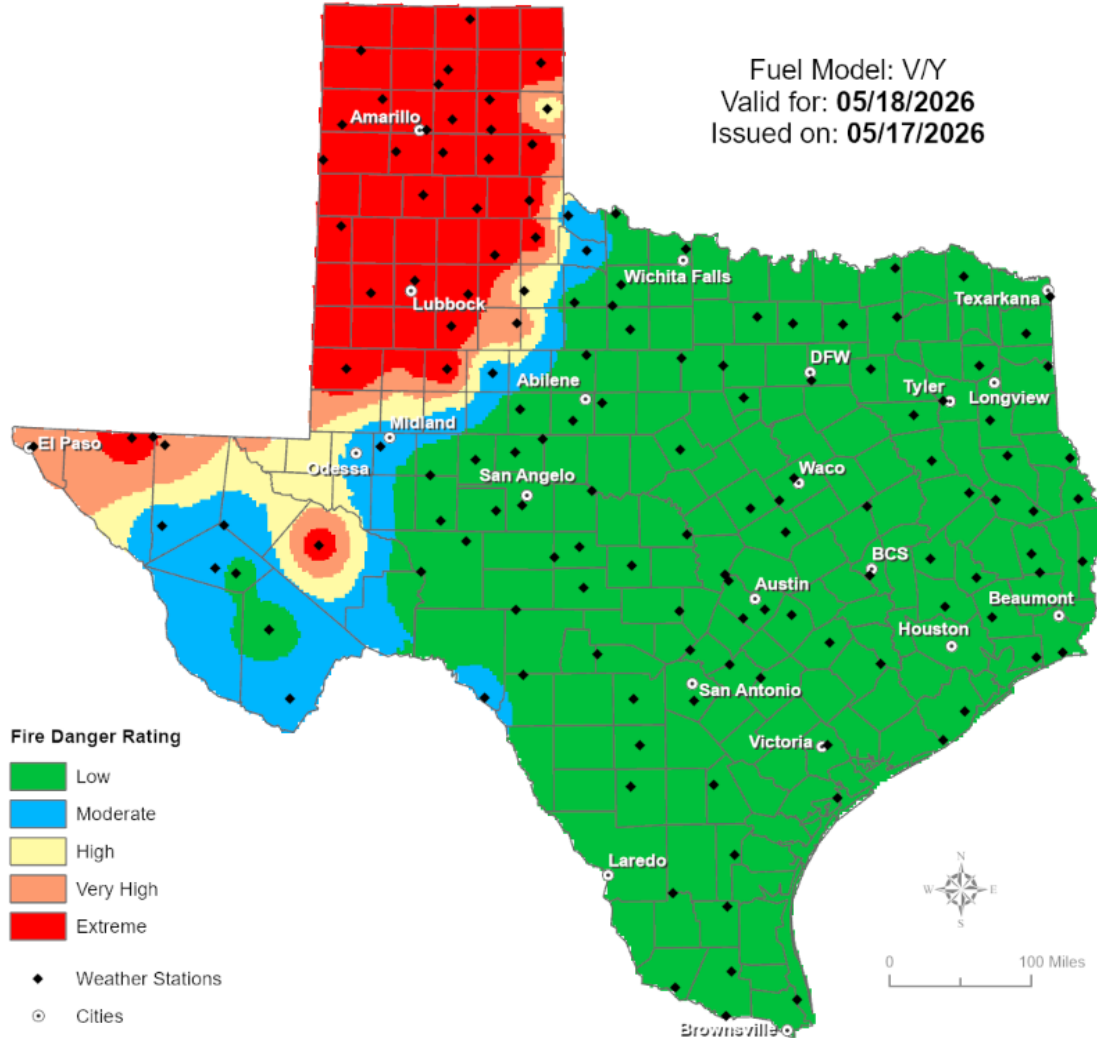 Fuel Model: V/Y
Valid for: 05/18/2026
Issued on: 05/17/2026
Amarillo
Lubbock
Wichita Falls
Texarkana
DFW
Abilene
Tyler
Longview
Midland
El Paso
Odessa
San Angelo
Waco
BCS
Austin
Beaumont
Houston
San Antonio
Victoria
Laredo
Brownsville
Fire Danger Rating
Low
Moderate
High
Very High
Extreme
Weather Stations
Cities
N
W E
S
0 100 Miles